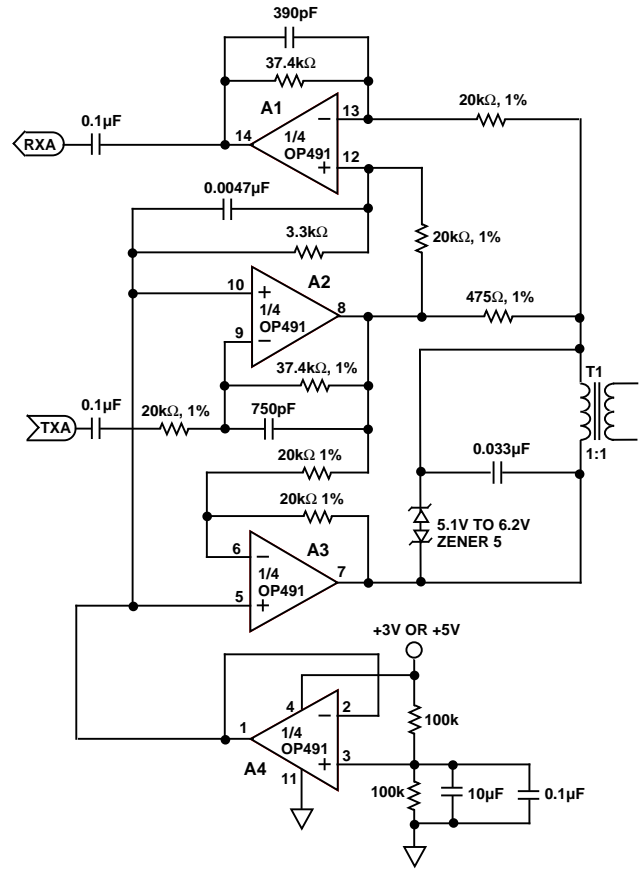 390pF
37.4kΩ
A1
20kΩ, 1%
0.1µF
RXA
14
1/4
OP491
13
12
0.0047µF
3.3kΩ
20kΩ, 1%
A2
10
1/4
OP491
8
9
475Ω, 1%
37.4kΩ, 1%
T1
0.1µF
TXA
20kΩ, 1%
750pF
1:1
20kΩ 1%
0.033µF
20kΩ 1%
5.1V TO 6.2V
ZENER 5
A3
6
1/4
OP491
7
5
+3V OR +5V
4
2
100k
1
1/4
OP491
3
A4
11
100k
10µF
0.1µF